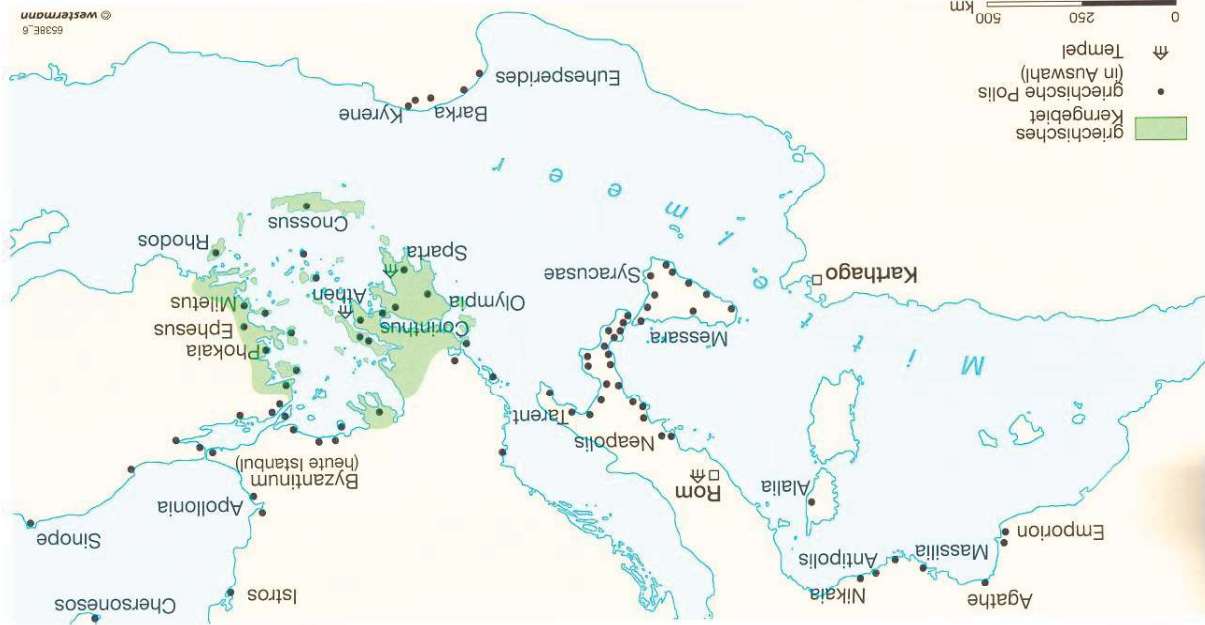 Chersonesos
Istros
Agathe
Nikaia
Massilia
Antipolis
Emporion
Sinope
Apollonia
Alalia
Rom
Byzantinum
(heute Istanbul)
Neapolis
Tarent
Phokaia
Ephesus
Miletus
Messara
Corinthus
Olympia
Athen
Karthago
Syracusae
Sparta
Rhodos
Cnossus
Mittelmeer
griechisches
Kerngebiet
griechische Polis
(in Auswahl)
Tempel
0 250 500
km
Kyrene
Barka
Euhesperides
6538E_6
© westermann